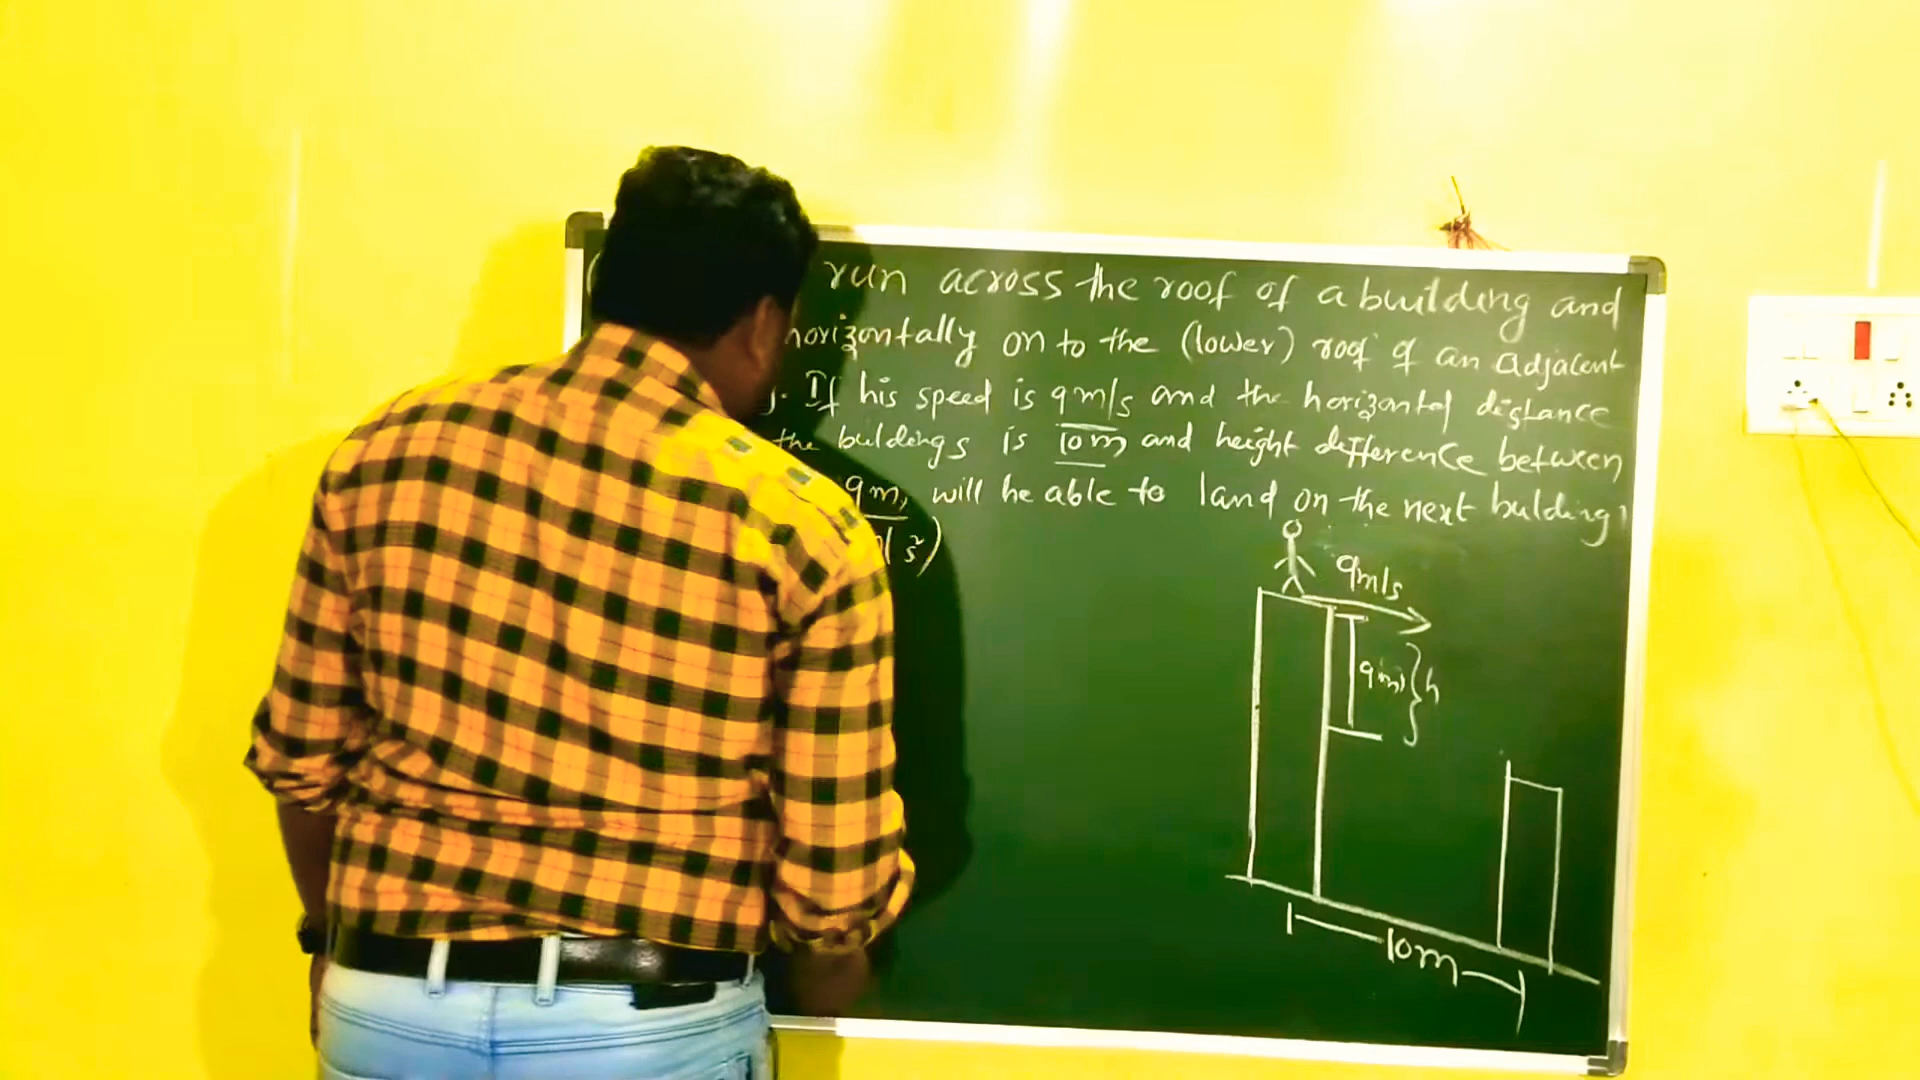 run across the roof of a building and
horizontally on to the (lower) roof of an adjacent
. If his speed is 9m/s and the horizontal distance
the buildings is 10m and height difference between
9m, will he able to land on the next building
s²)
9m/s
9m
h
10m